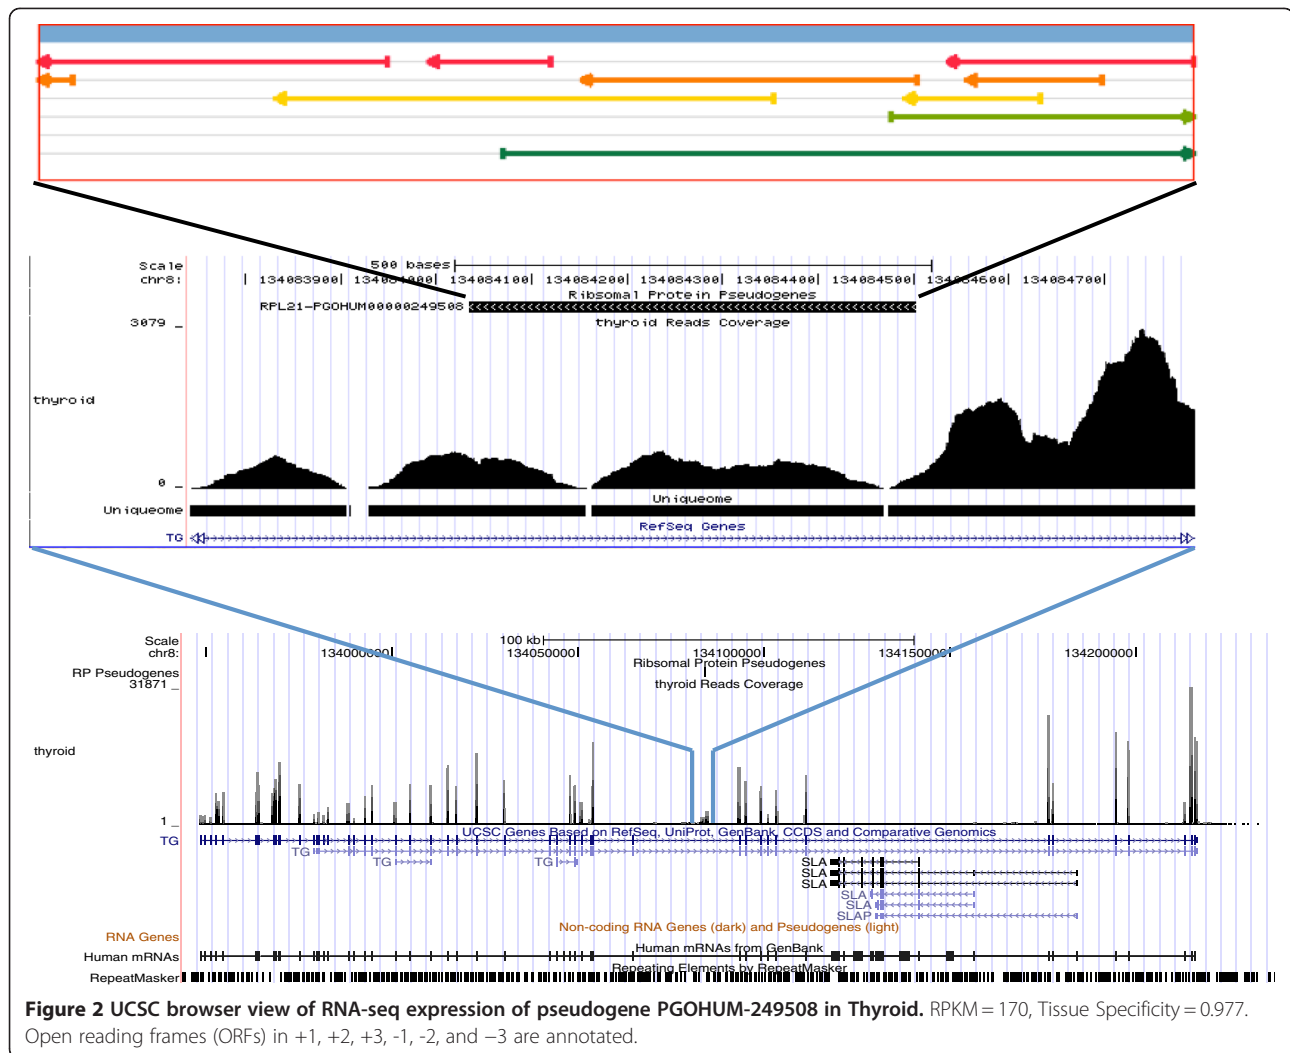 Scale
500 bases
chr8:
134083900
134084000
134084100
134084200
134084300
134084400
134084500
134084600
134084700
Ribsomal Protein Pseudogenes
RPL21-PGOHUM00000249508
thyroid Reads Coverage
3079
thyroid
0
Uniqueome
Uniqueome
RefSeq Genes
TG
Scale
100 kb
chr8:
134000000
134050000
134100000
134150000
134200000
Ribsomal Protein Pseudogenes
RP Pseudogenes
thyroid Reads Coverage
31871
thyroid
1
UCSC Genes Based on RefSeq, UniProt, GenBank, CCDS and Comparative Genomics
TG
TG
TG
TG
SLA
SLA
SLA
SLA
SLA
SLAP
Non-coding RNA Genes (dark) and Pseudogenes (light)
RNA Genes
Human mRNAs from GenBank
Human mRNAs
Repeating Elements by RepeatMasker
RepeatMasker
Figure 2 UCSC browser view of RNA-seq expression of pseudogene PGOHUM-249508 in Thyroid. RPKM = 170, Tissue Specificity = 0.977.
Open reading frames (ORFs) in +1, +2, +3, -1, -2, and −3 are annotated.